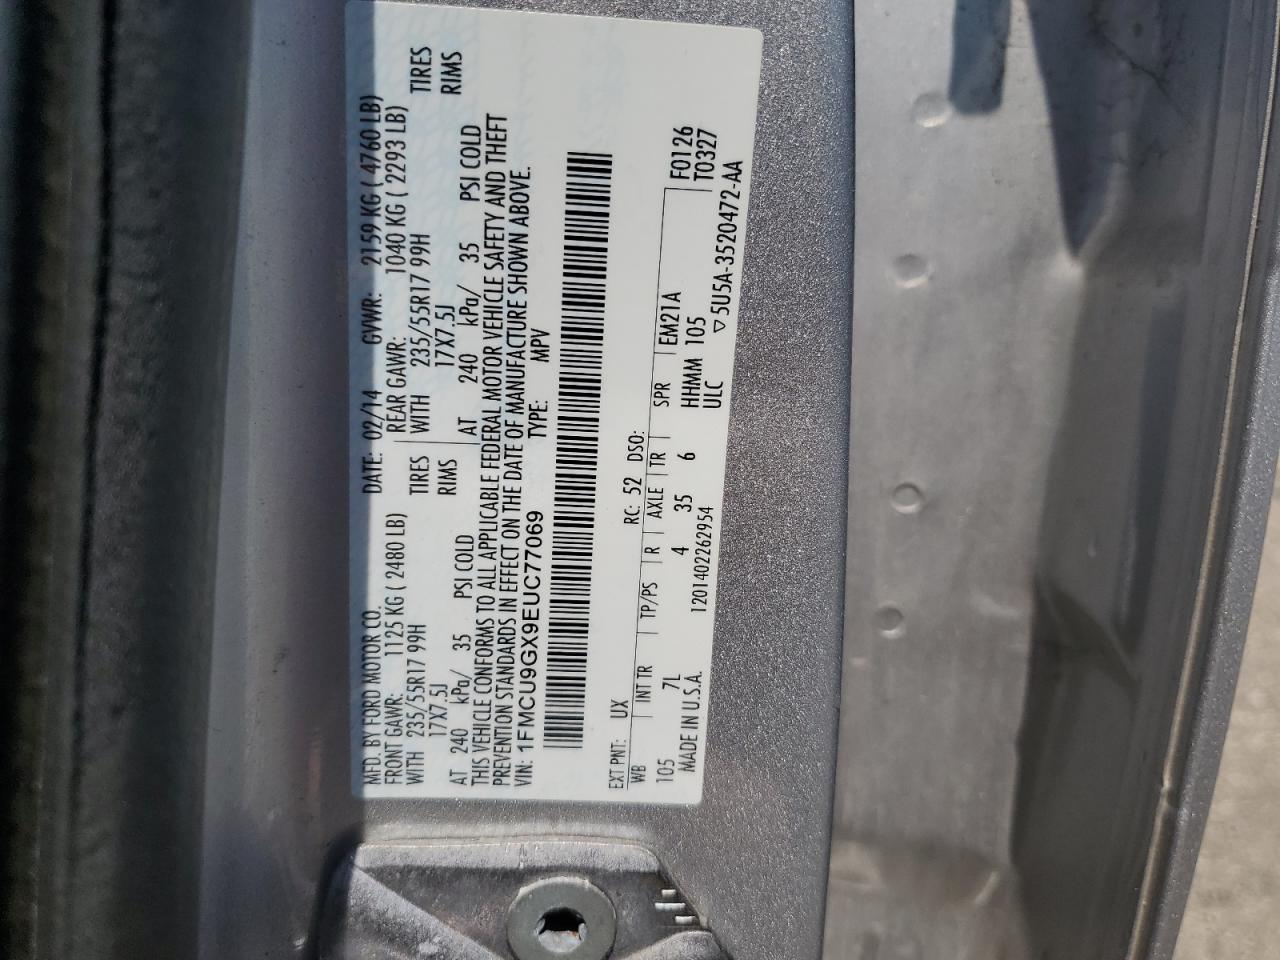 MFD. BY FORD MOTOR CO. DATE: 02/14 GVWR: 2159 KG ( 4760 LB)
FRONT GAWR: 1125 KG ( 2480 LB) REAR GAWR: 1040 KG ( 2293 LB)
WITH 235/55R17 99H TIRES WITH 235/55R17 99H TIRES
17X7.5J RIMS 17X7.5J RIMS
AT 240 kPa/ 35 PSI COLD AT 240 kPa/ 35 PSI COLD
THIS VEHICLE CONFORMS TO ALL APPLICABLE FEDERAL MOTOR VEHICLE SAFETY AND THEFT
PREVENTION STANDARDS IN EFFECT ON THE DATE OF MANUFACTURE SHOWN ABOVE.
VIN: 1FMCU9GX9EUC77069 TYPE: MPV
EXT PNT: UX RC: 52 DSO: F0126
WB INT TR TP/PS R AXLE TR SPR EM21A T0327
105 7L 4 35 6 HHMM 105
MADE IN U.S.A. 1201402262954 ULC ▽5U5A-3520472-AA